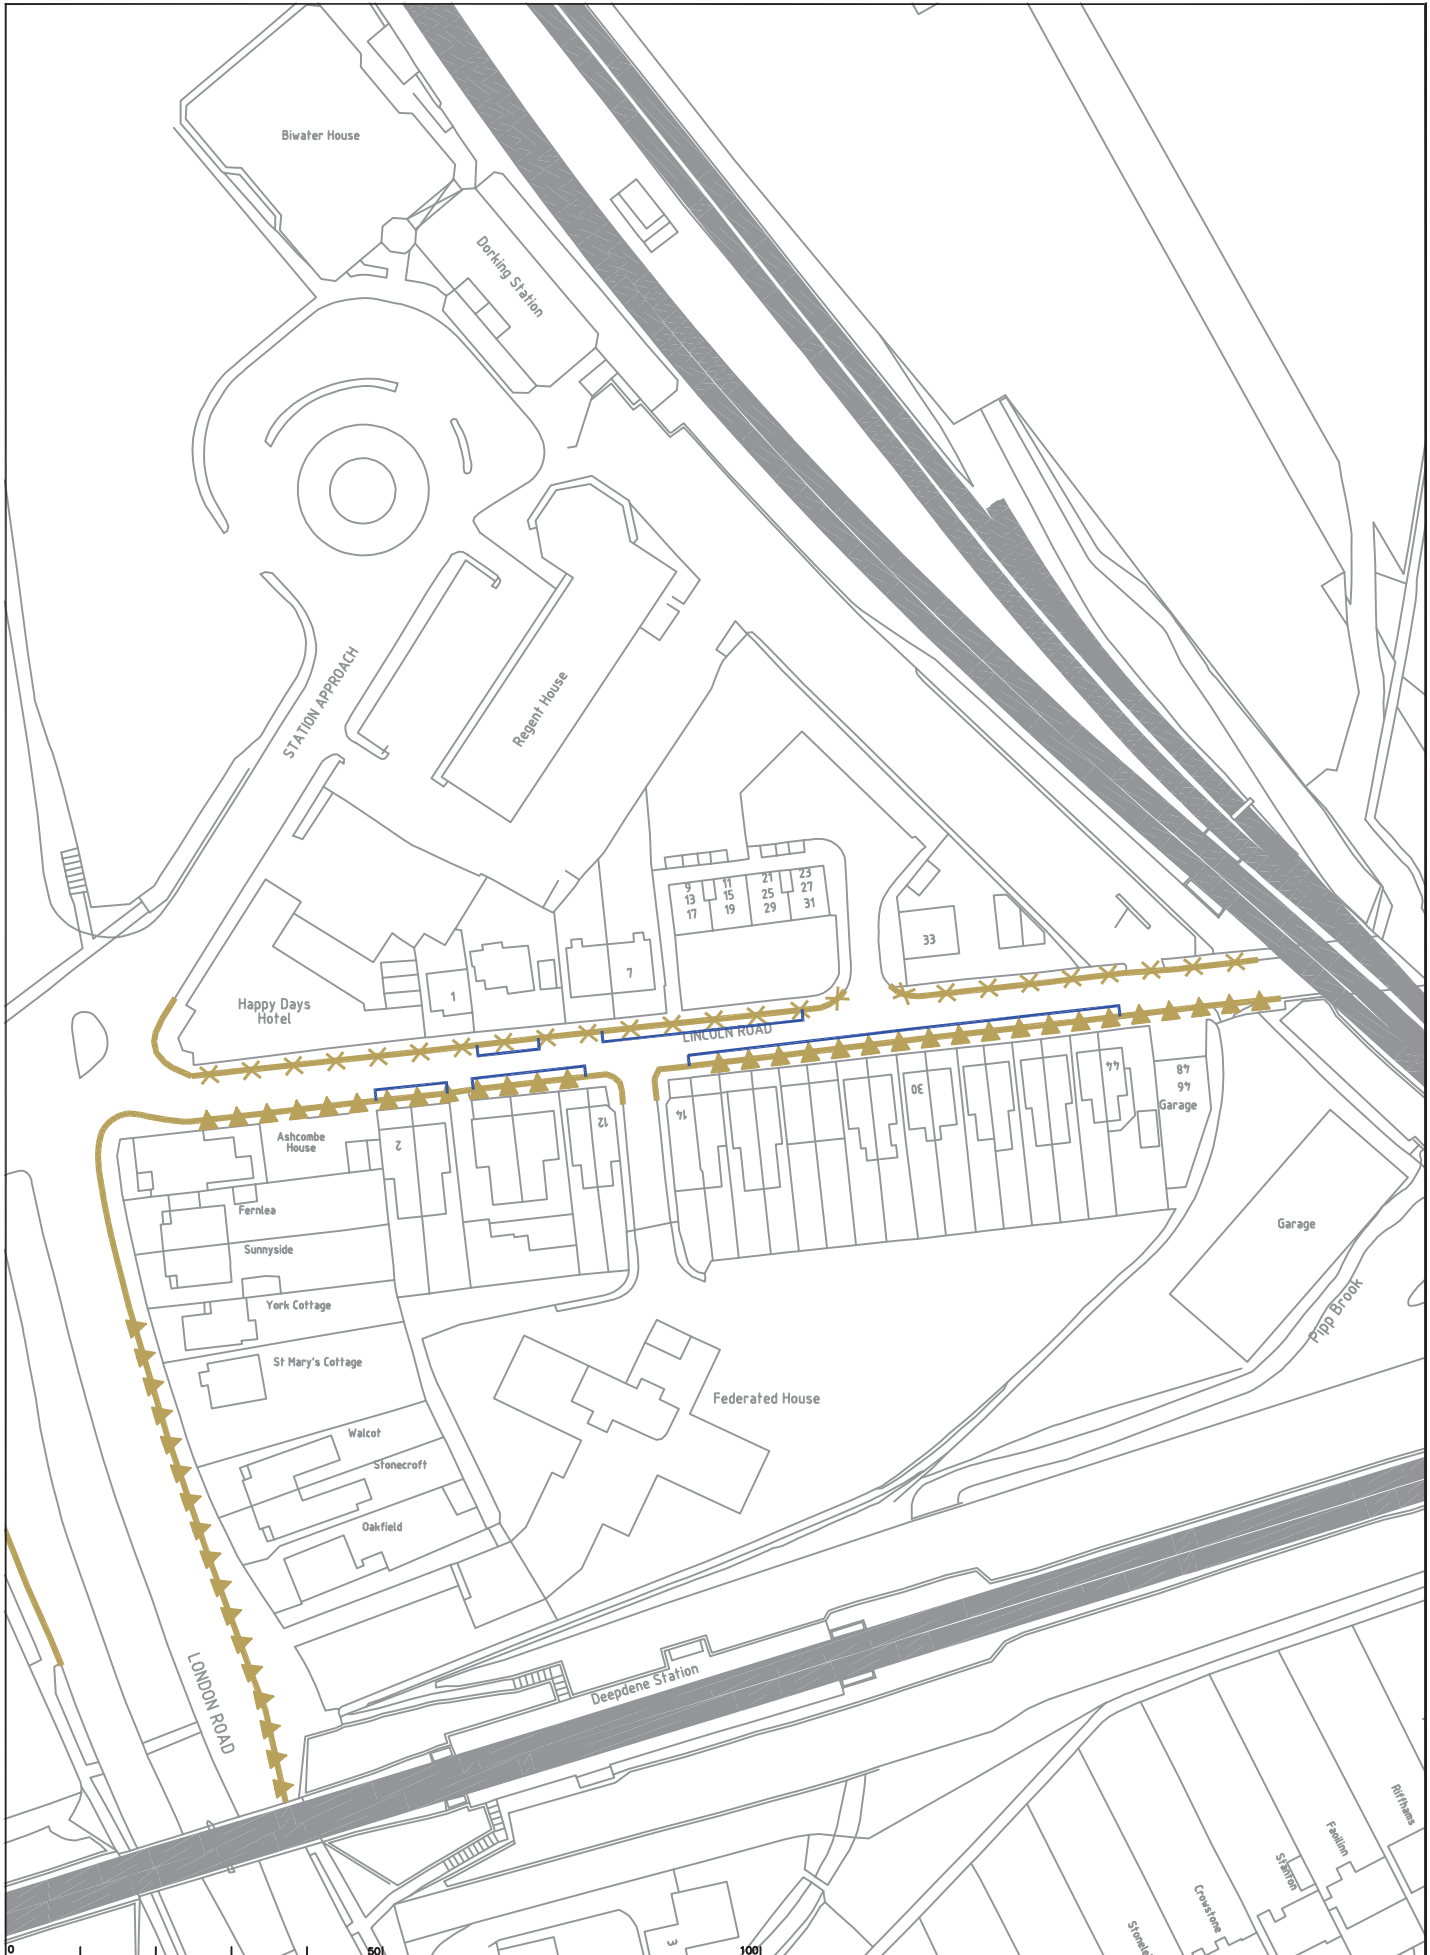 Biwater House
Dorking Station
STATION APPROACH
Regent House
9
13
17
11
15
19
21
25
29
23
27
31
33
7
1
Happy Days
Hotel
LINCOLN ROAD
44
48
46
Garage
30
14
12
2
Ashcombe
House
Fernlea
Sunnyside
York Cottage
St Mary's Cottage
Garage
Pipp Brook
Federated House
Walcot
Stonecroft
Oakfield
LONDON ROAD
Deepdene Station
Riffhams
Faoilinn
Stanton
Crowstone
3
0
50
100